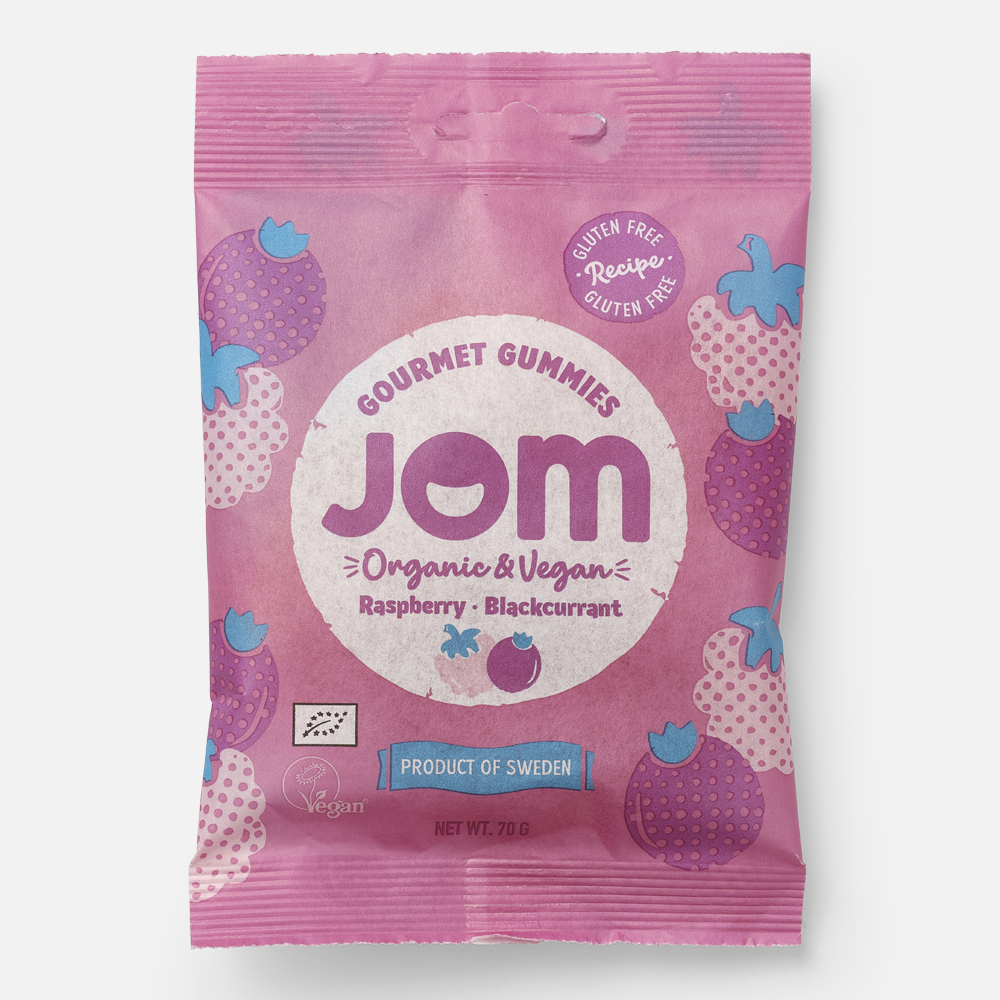 GLUTEN FREE
Recipe
GLUTEN FREE
GOURMET GUMMIES
JOM
Organic & Vegan
Raspberry · Blackcurrant
Vegan
PRODUCT OF SWEDEN
NET WT. 70 G